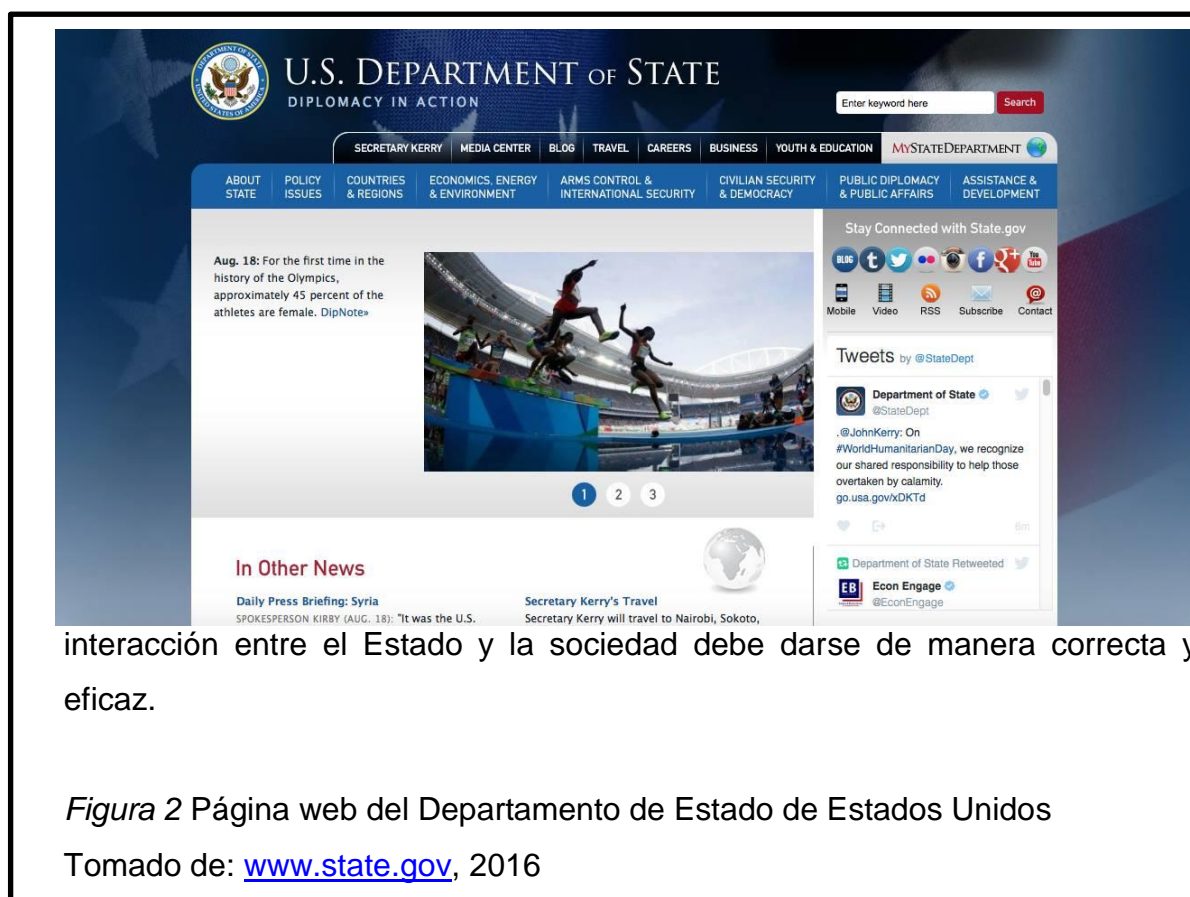 U.S. DEPARTMENT OF STATE
DIPLOMACY IN ACTION
Enter keyword here
Search
SECRETARY KERRY MEDIA CENTER BLOG TRAVEL CAREERS BUSINESS YOUTH & EDUCATION MYSTATEDEPARTMENT
ABOUT STATE
POLICY ISSUES
COUNTRIES & REGIONS
ECONOMICS, ENERGY & ENVIRONMENT
ARMS CONTROL & INTERNATIONAL SECURITY
CIVILIAN SECURITY & DEMOCRACY
PUBLIC DIPLOMACY & PUBLIC AFFAIRS
ASSISTANCE & DEVELOPMENT
Aug. 18: For the first time in the
history of the Olympics,
approximately 45 percent of the
athletes are female. DipNote»
1 2 3
Stay Connected with State.gov
BLOG
You Tube
Mobile Video RSS Subscribe Contact
Tweets by @StateDept
Department of State
@StateDept
.@JohnKerry: On
#WorldHumanitarianDay, we recognize
our shared responsibility to help those
overtaken by calamity.
go.usa.gov/xDKTd
6m
Department of State Retweeted
EB
Econ Engage
@EconEngage
In Other News
Daily Press Briefing: Syria
SPOKESPERSON KIRBY (AUG. 18): "It was the U.S.
Secretary Kerry's Travel
Secretary Kerry will travel to Nairobi, Sokoto,
interacción entre el Estado y la sociedad debe darse de manera correcta y
eficaz.
Figura 2 Página web del Departamento de Estado de Estados Unidos
Tomado de: www.state.gov, 2016